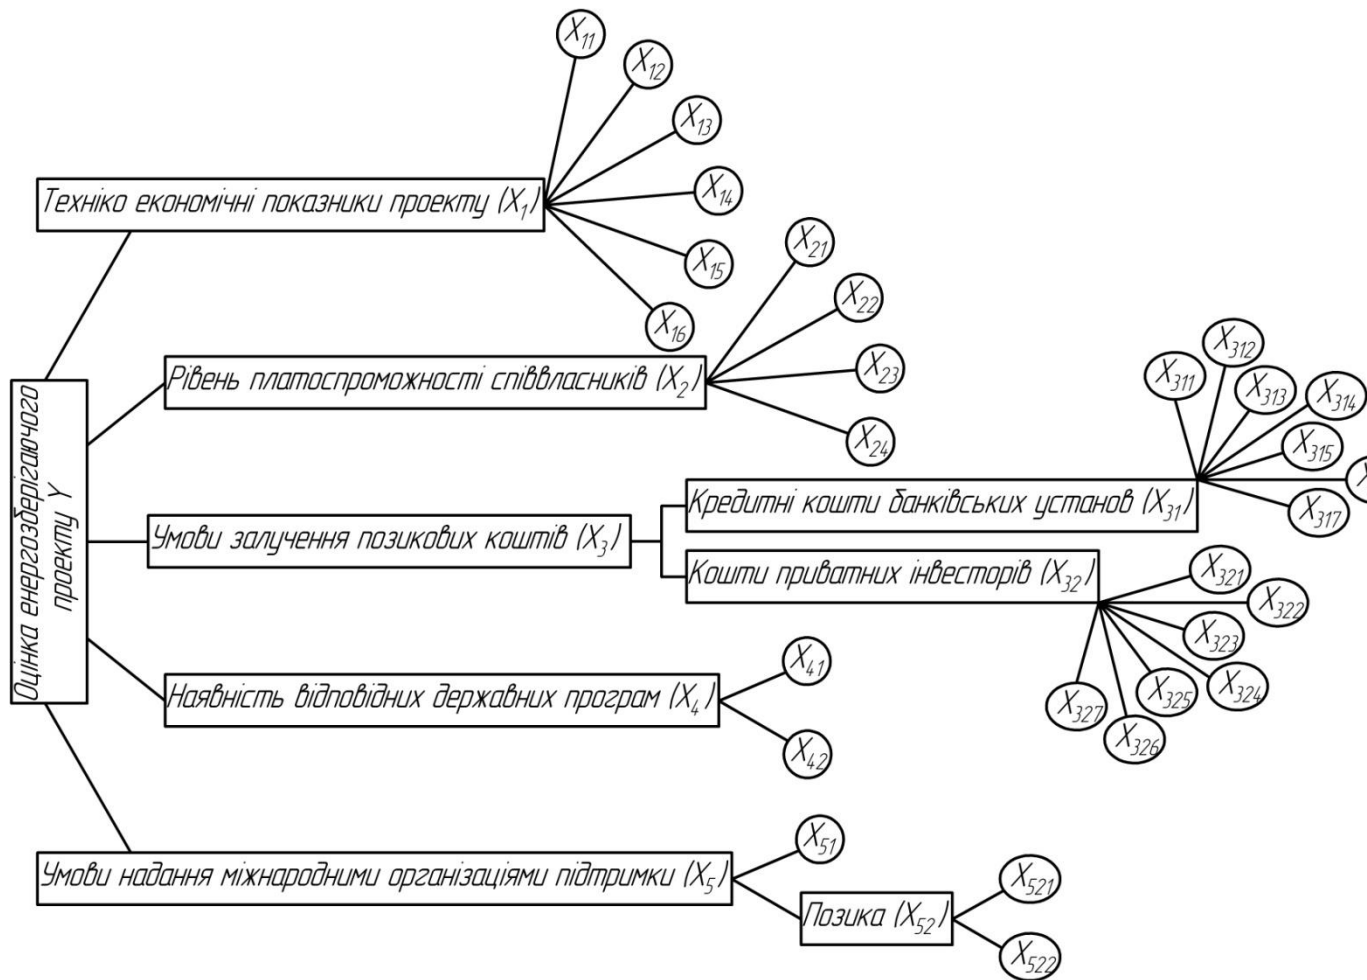 X11
X12
X13
Техніко економічні показники проекту (X1)
X14
X15
X16
X21
X22
Рівень платоспроможності співвласників (X2)
X23
X24
X311
X312
X313
X314
X315
X
X317
Оцінка енергозберігаючого
проекту Y
Умови залучення позикових коштів (X3)
Кредитні кошти банківських установ (X31)
Кошти приватних інвесторів (X32)
X321
X322
X323
X324
X325
X326
X327
Наявність відповідних державних програм (X4)
X41
X42
Умови надання міжнародними організаціями підтримки (X5)
X51
Позика (X52)
X521
X522